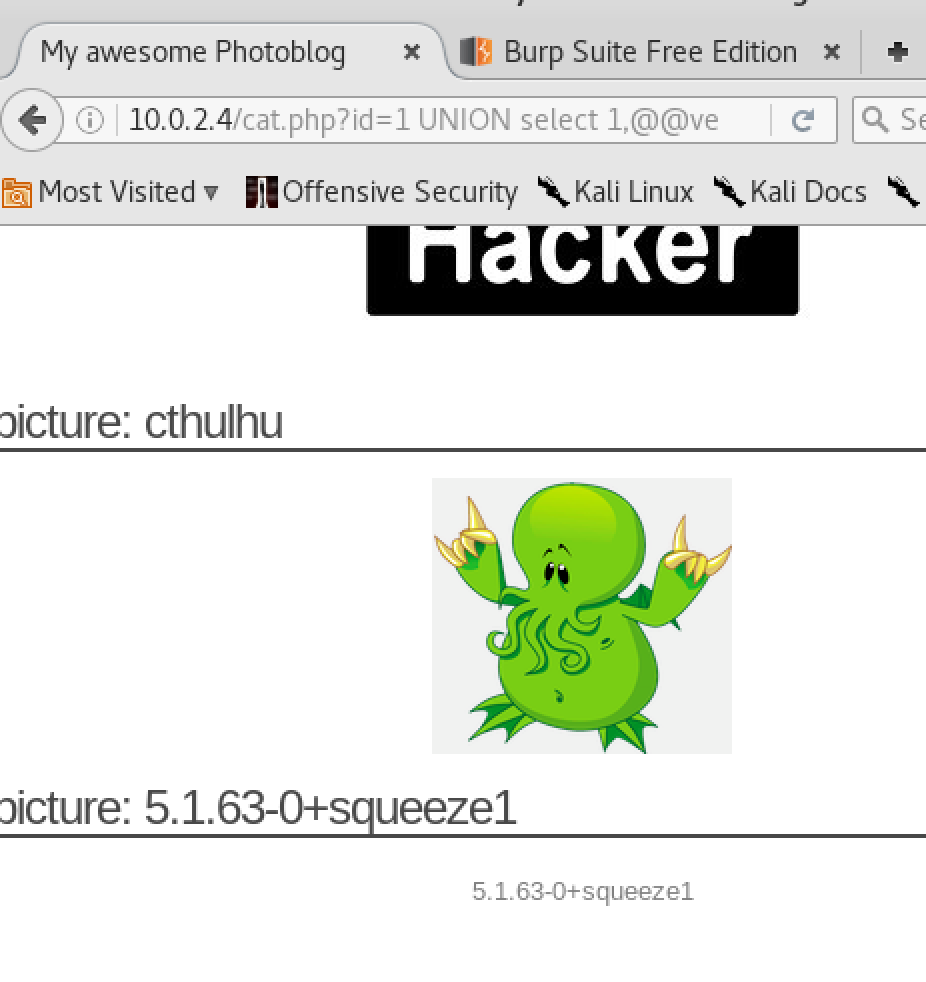 My awesome Photoblog
Burp Suite Free Edition
10.0.2.4/cat.php?id=1 UNION select 1,@@ve
Se
Most Visited
Offensive Security
Kali Linux
Kali Docs
Hacker
picture: cthulhu
picture: 5.1.63-0+squeeze1
5.1.63-0+squeeze1